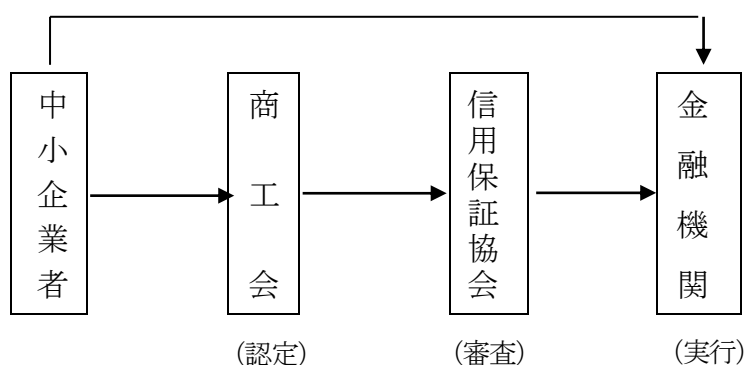 中小企業者
商工会
信用保証協会
金融機関
(認定)
(審査)
(実行)